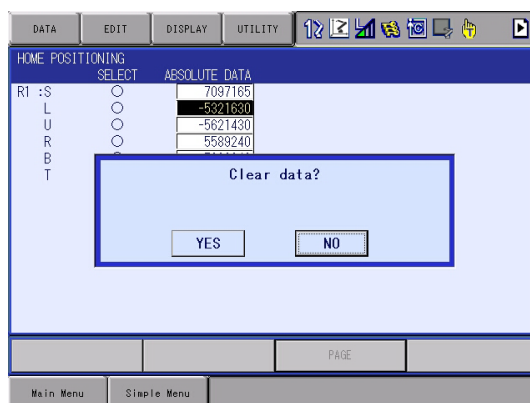 DATA EDIT DISPLAY UTILITY
HOME POSITIONING
SELECT ABSOLUTE DATA
R1 :S 7097165
L -5321630
U -5621430
R 5589240
B
T
Clear data?
YES NO
PAGE
Main Menu Simple Menu